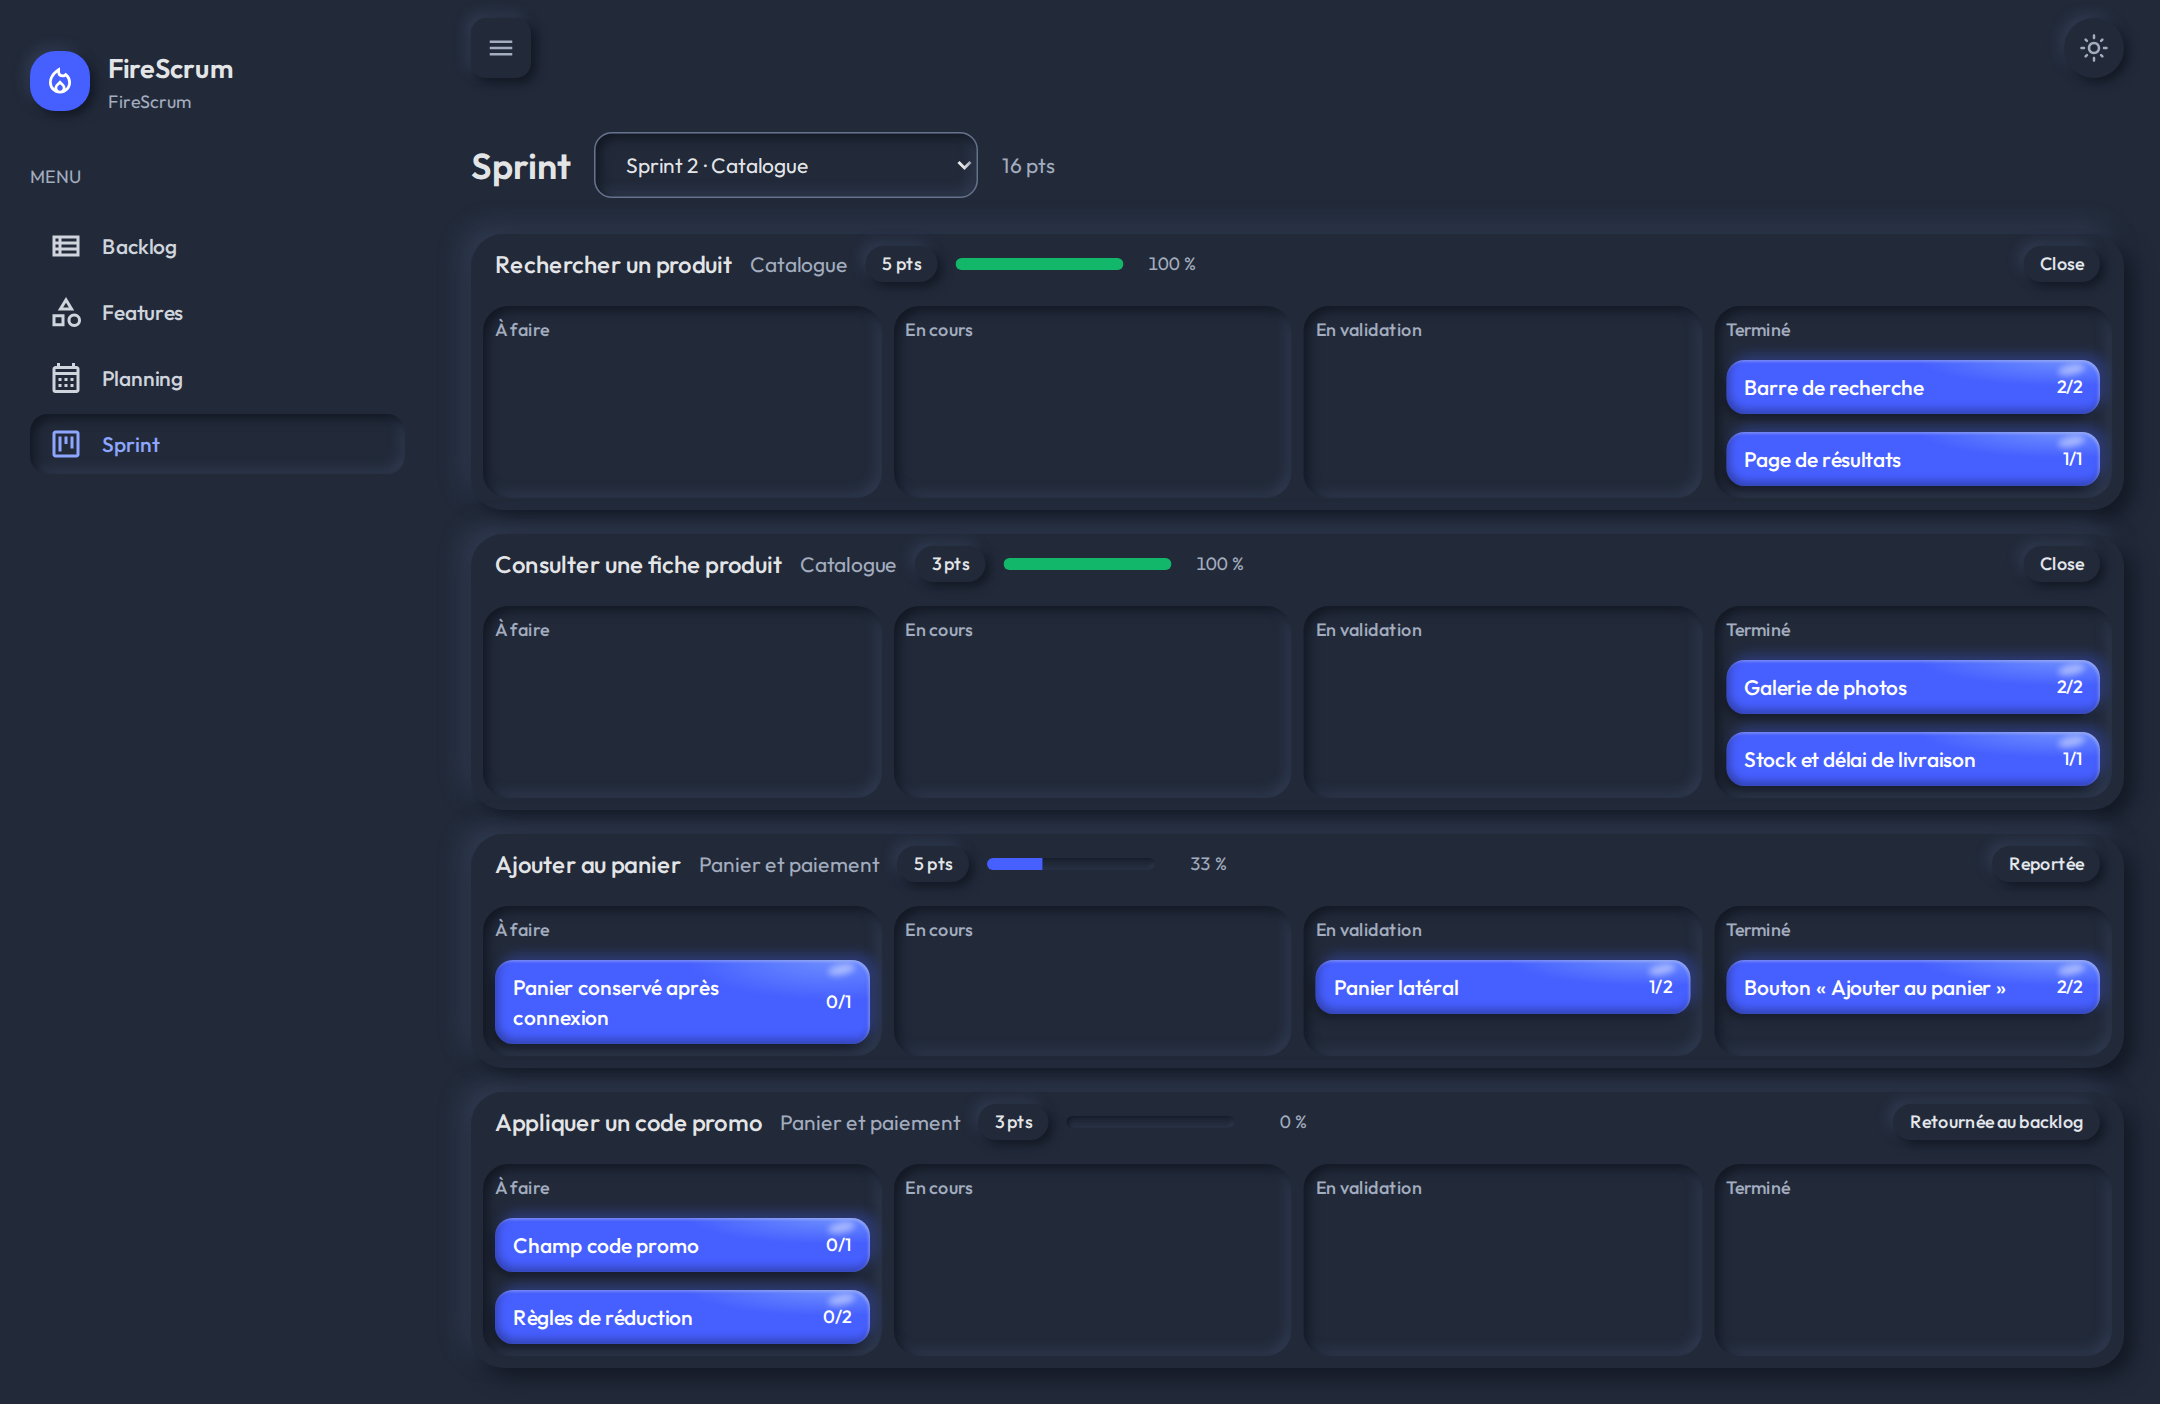 FireScrum
FireScrum
MENU
Backlog
Features
Planning
Sprint
Sprint
Sprint 2 · Catalogue
16 pts
Rechercher un produit Catalogue 5 pts 100 % Close
À faire En cours En validation Terminé
Barre de recherche 2/2
Page de résultats 1/1
Consulter une fiche produit Catalogue 3 pts 100 % Close
À faire En cours En validation Terminé
Galerie de photos 2/2
Stock et délai de livraison 1/1
Ajouter au panier Panier et paiement 5 pts 33 % Reportée
À faire En cours En validation Terminé
Panier conservé après
connexion
0/1
Panier latéral 1/2
Bouton « Ajouter au panier » 2/2
Appliquer un code promo Panier et paiement 3 pts 0 % Retournée au backlog
À faire En cours En validation Terminé
Champ code promo 0/1
Règles de réduction 0/2